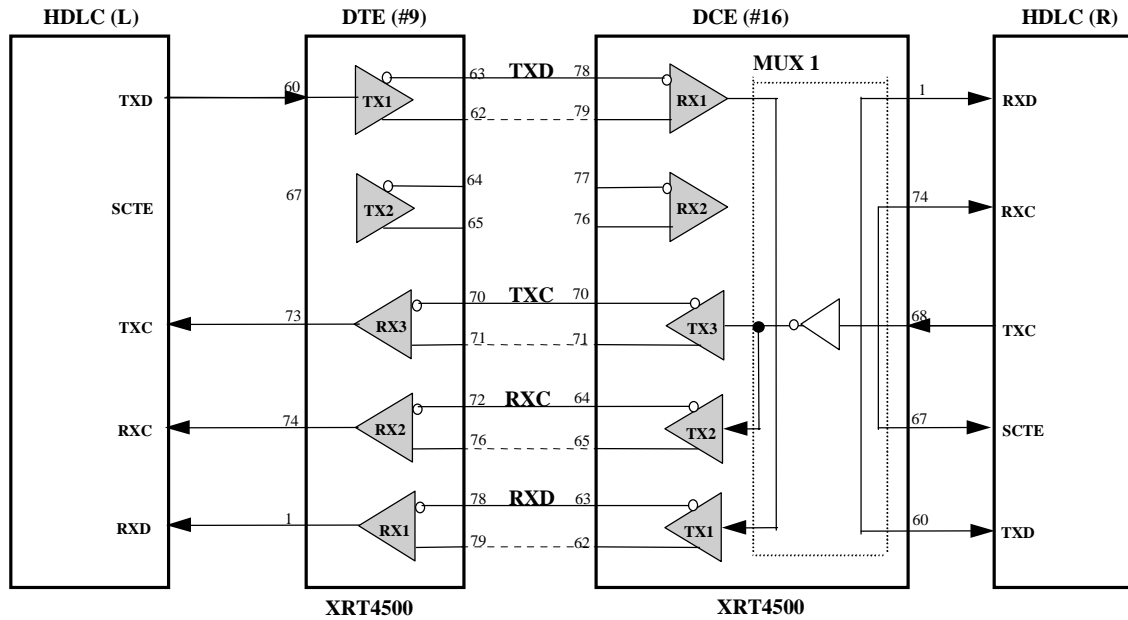 HDLC (L) DTE (#9) DCE (#16) HDLC (R)
MUX 1
TXD 60 TX1 63 TXD 78 RX1 1 RXD
62 79
67 64 77 74
SCTE TX2 65 76 RX2 RXC
70 TXC 70 68
TXC 73 RX3 71 71 TX3 TXC
72 RXC 64
RXC 74 RX2 76 65 TX2 67 SCTE
78 RXD 63
RXD 1 RX1 79 62 TX1 60 TXD
XRT4500 XRT4500